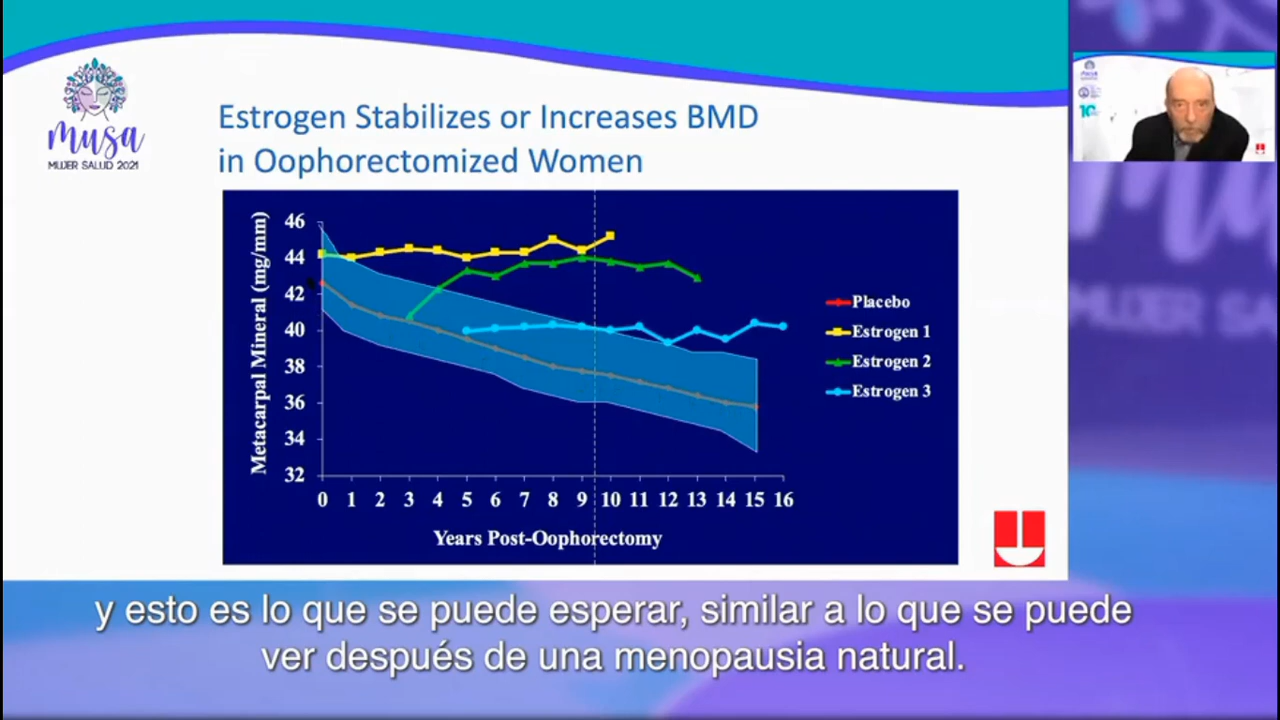 musa
MUJER SALUD 2021
Estrogen Stabilizes or Increases BMD
in Oophorectomized Women
Metacarpal Mineral (mg/mm)
46
44
42
40
38
36
34
32
0 1 2 3 4 5 6 7 8 9 10 11 12 13 14 15 16
Years Post-Oophorectomy
Placebo
Estrogen 1
Estrogen 2
Estrogen 3
y esto es lo que se puede esperar, similar a lo que se puede
ver después de una menopausia natural.